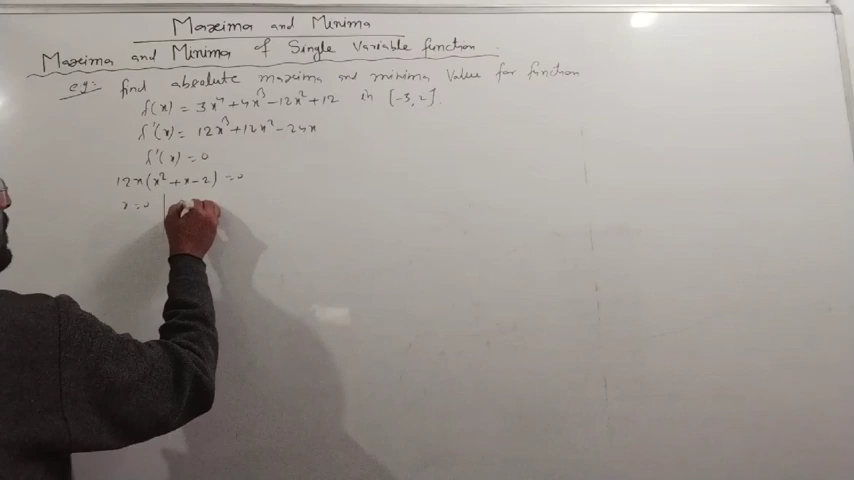 Maxima and Minima
Maxima and Minima of Single Variable function
eg:- find absolute maxima and minima value for function
f(x) = 3x⁴ + 4x³ - 12x² + 12 in [-3, 2].
f'(x) = 12x³ + 12x² - 24x
f'(x) = 0
12x(x² + x - 2) = 0
x = 0 |